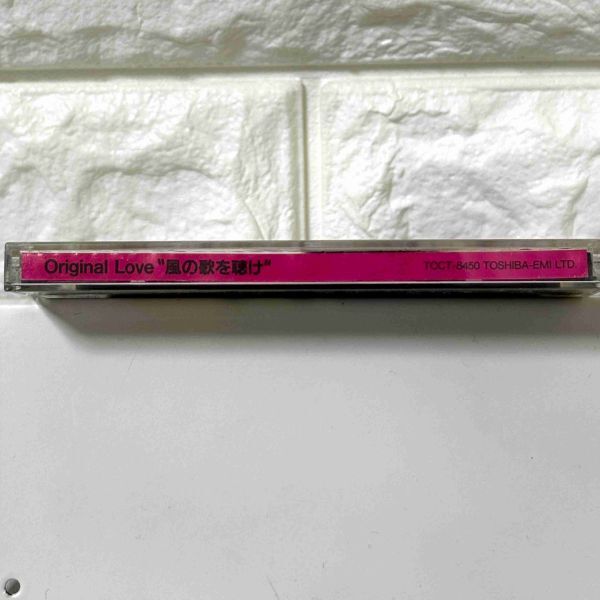 Original Love "風の歌を聴け" TOCT-8450 TOSHIBA-EMI LTD.